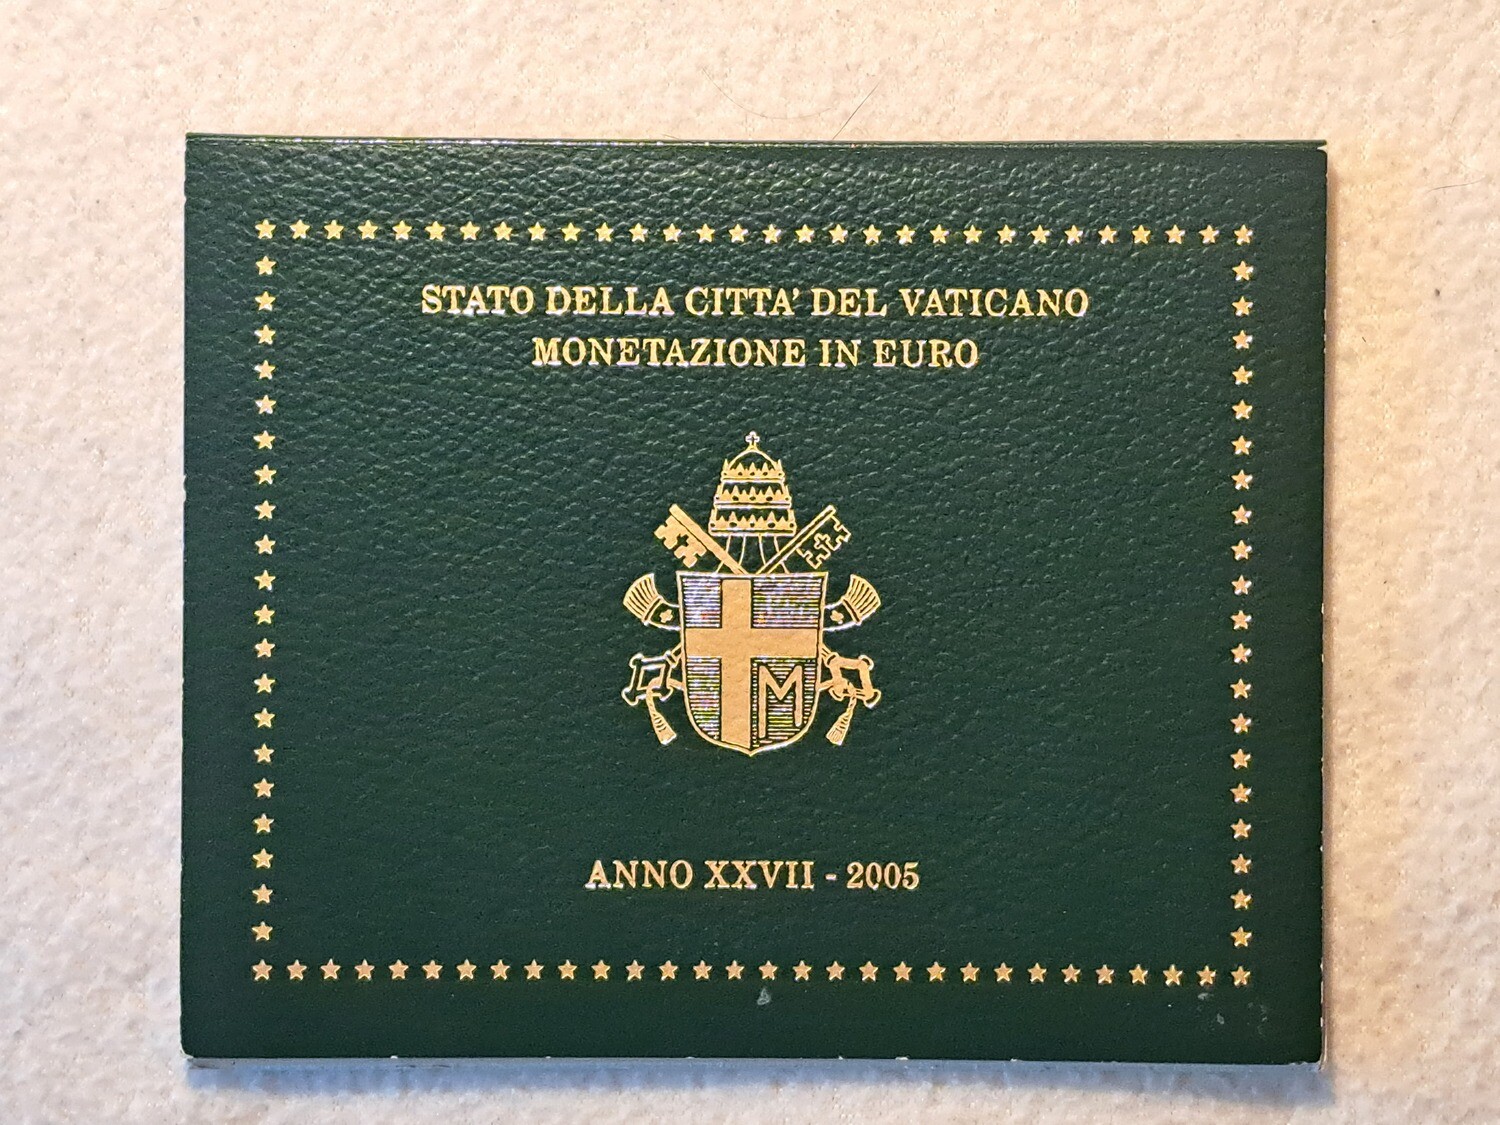 STATO DELLA CITTA' DEL VATICANO
MONETAZIONE IN EURO
M
ANNO XXVII - 2005